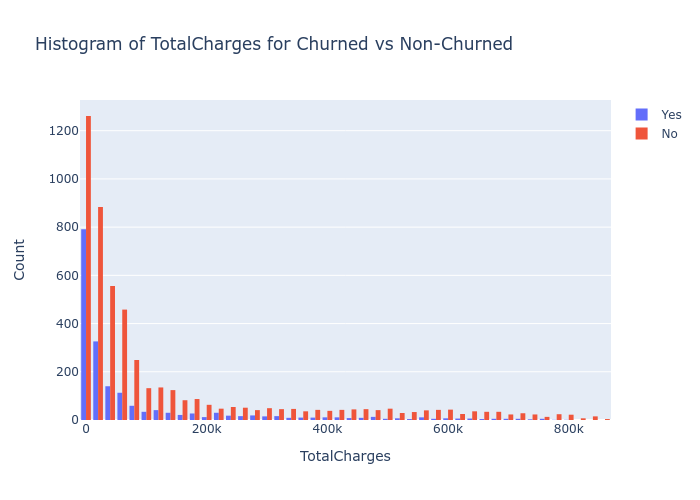 Histogram of TotalCharges for Churned vs Non-Churned
Yes
No
1200
1000
800
600
400
200
0
Count
0
200k
400k
600k
800k
TotalCharges